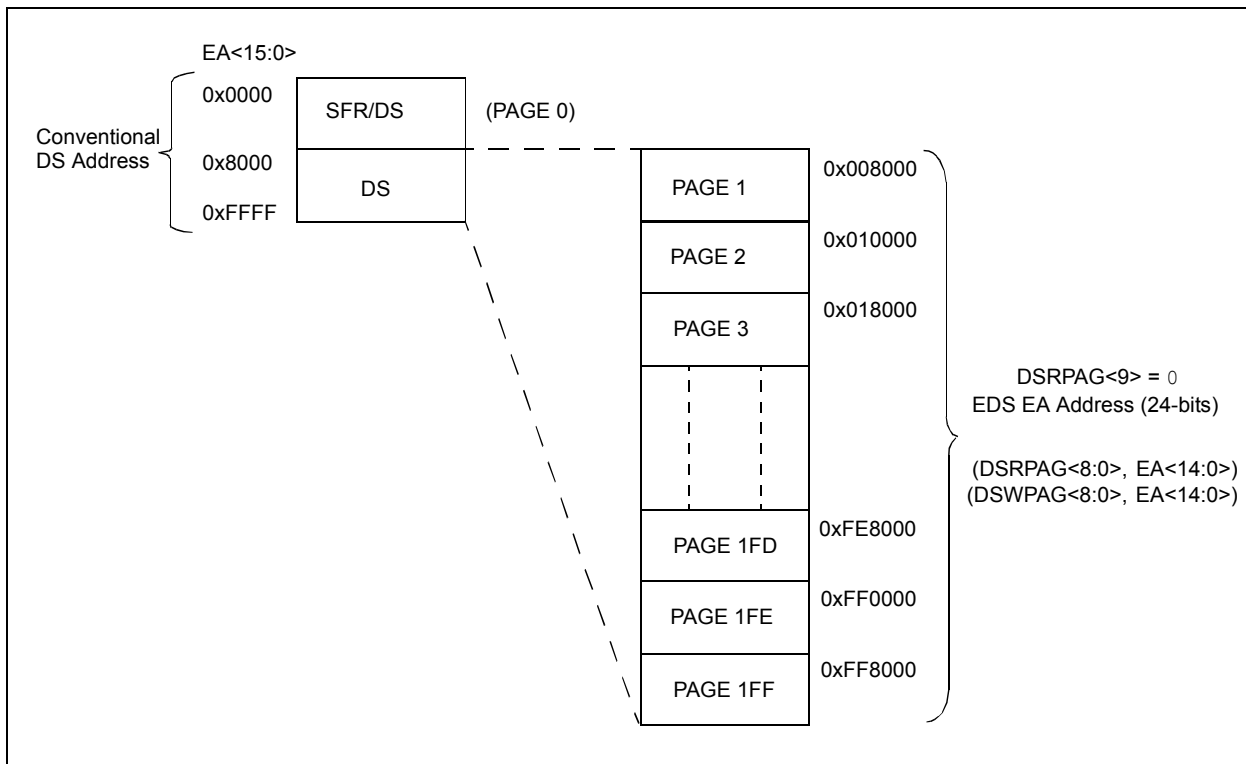 EA<15:0>
0x0000
SFR/DS
(PAGE 0)
Conventional
DS Address
0x8000
DS
0xFFFF
PAGE 1
0x008000
PAGE 2
0x010000
PAGE 3
0x018000
DSRPAG<9> = 0
EDS EA Address (24-bits)
(DSRPAG<8:0>, EA<14:0>)
(DSWPAG<8:0>, EA<14:0>)
PAGE 1FD
0xFE8000
PAGE 1FE
0xFF0000
PAGE 1FF
0xFF8000